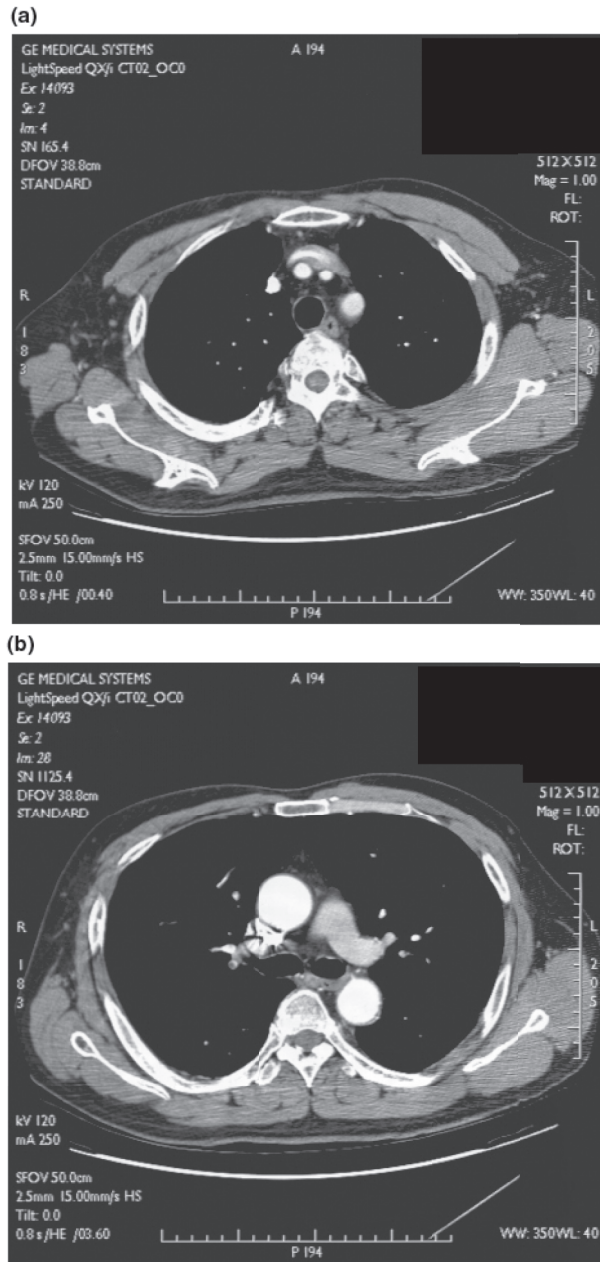 (a)
GE MEDICAL SYSTEMS
LightSpeed QX/i CT02_OC0
Ex: 14093
Se: 2
Im: 4
SN 165.4
DFOV 38.8cm
STANDARD
A 194
512 X 512
Mag = 1.00
FL:
ROT:
R
1
8
3
L
2
0
5
kV 120
mA 250
SFOV 50.0cm
2.5mm 15.00mm/s HS
Tilt: 0.0
0.8 s/HE /00.40
P 194
WW: 350WL: 40
(b)
GE MEDICAL SYSTEMS
LightSpeed QX/i CT02_OC0
Ex: 14093
Se: 2
Im: 28
SN 1125.4
DFOV 38.8cm
STANDARD
A 194
512 X 512
Mag = 1.00
FL:
ROT:
R
1
8
3
L
2
0
5
kV 120
mA 250
SFOV 50.0cm
2.5mm 15.00mm/s HS
Tilt: 0.0
0.8 s/HE /03.60
P 194
WW: 350WL: 40